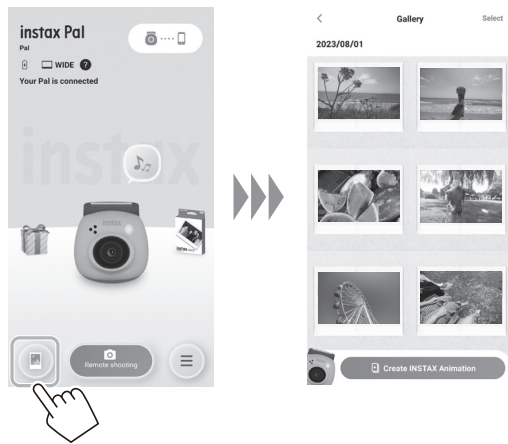 instax Pal
Pal
WIDE ?
Your Pal is connected
instax
instax
Remote shooting
Gallery
Select
2023/08/01
Create INSTAX Animation